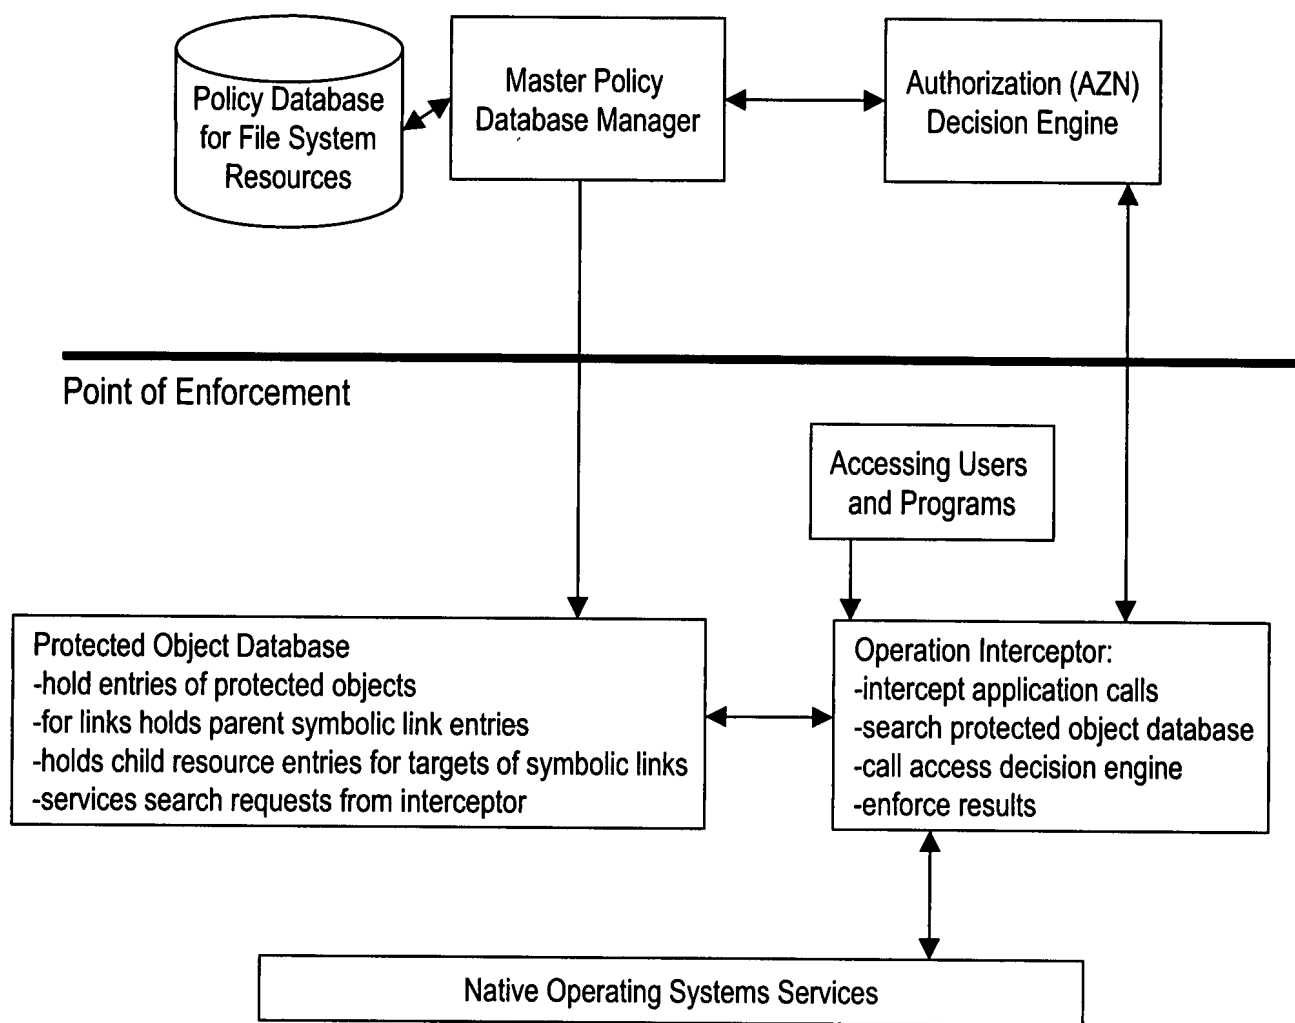 Policy Database
for File System
Resources
Master Policy
Database Manager
Authorization (AZN)
Decision Engine
Point of Enforcement
Accessing Users
and Programs
Protected Object Database
-hold entries of protected objects
-for links holds parent symbolic link entries
-holds child resource entries for targets of symbolic links
-services search requests from interceptor
Operation Interceptor:
-intercept application calls
-search protected object database
-call access decision engine
-enforce results
Native Operating Systems Services